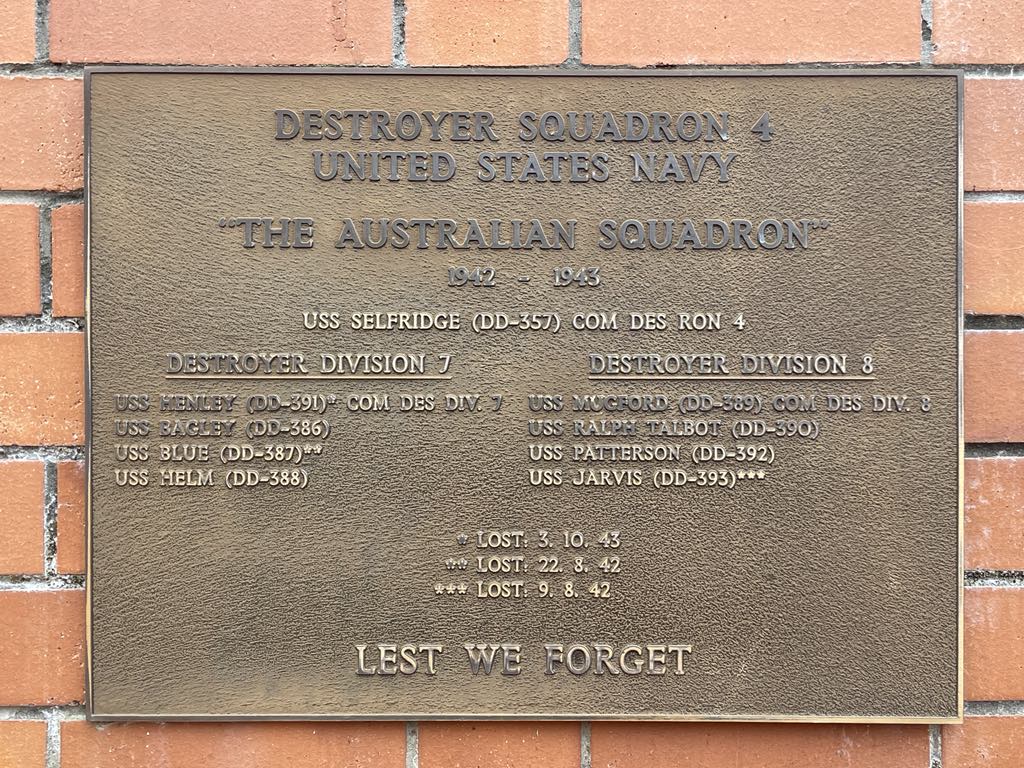 DESTROYER SQUADRON 4
UNITED STATES NAVY
"THE AUSTRALIAN SQUADRON"
1942 - 1943
USS SELFRIDGE (DD-357) COM DES RON 4
DESTROYER DIVISION 7
USS HENLEY (DD-391)* COM DES DIV. 7
USS BAGLEY (DD-386)
USS BLUE (DD-387)**
USS HELM (DD-388)
DESTROYER DIVISION 8
USS MUGFORD (DD-389) COM DES DIV. 8
USS RALPH TALBOT (DD-390)
USS PATTERSON (DD-392)
USS JARVIS (DD-393)***
* LOST: 3. 10. 43
** LOST: 22. 8. 42
*** LOST: 9. 8. 42
LEST WE FORGET